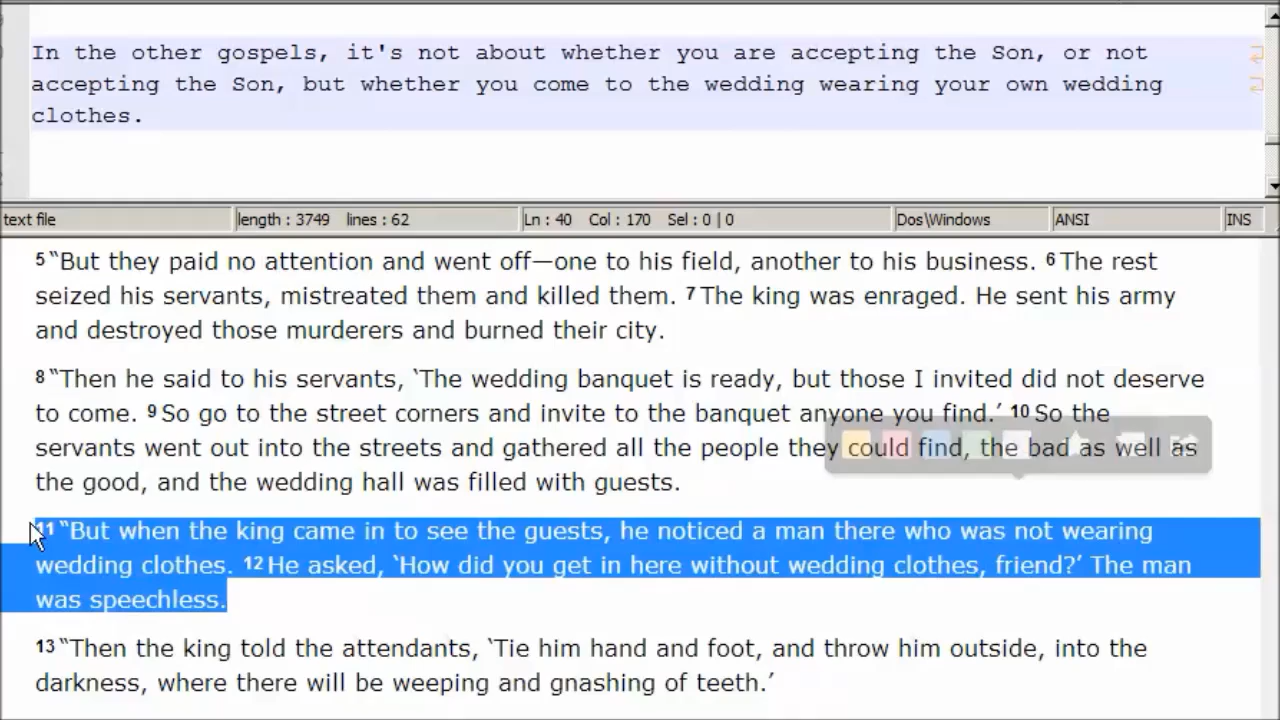 In the other gospels, it's not about whether you are accepting the Son, or not
accepting the Son, but whether you come to the wedding wearing your own wedding
clothes.
text file length : 3749 lines : 62 Ln : 40 Col : 170 Sel : 0 | 0 Dos\Windows ANSI INS
5 “But they paid no attention and went off—one to his field, another to his business. 6 The rest
seized his servants, mistreated them and killed them. 7 The king was enraged. He sent his army
and destroyed those murderers and burned their city.
8 “Then he said to his servants, ‘The wedding banquet is ready, but those I invited did not deserve
to come. 9 So go to the street corners and invite to the banquet anyone you find.’ 10 So the
servants went out into the streets and gathered all the people they could find, the bad as well as
the good, and the wedding hall was filled with guests.
11 “But when the king came in to see the guests, he noticed a man there who was not wearing
wedding clothes. 12 He asked, ‘How did you get in here without wedding clothes, friend?’ The man
was speechless.
13 “Then the king told the attendants, ‘Tie him hand and foot, and throw him outside, into the
darkness, where there will be weeping and gnashing of teeth.’